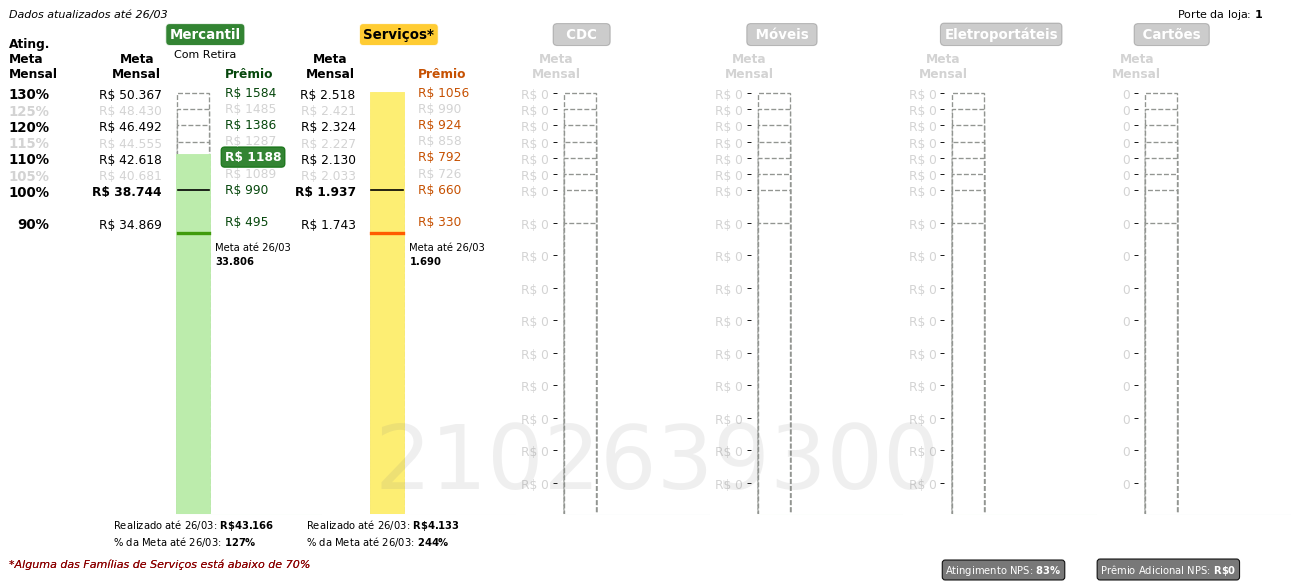 Dados atualizados até 26/03
Porte da loja: 1
Mercantil Serviços* CDC Móveis Eletroportáteis Cartões
Com Retira
Ating. Meta Mensal
Meta Mensal Prêmio Meta Mensal Prêmio Meta Mensal Meta Mensal Meta Mensal Meta Mensal
130% R$ 50.367 R$ 1584 R$ 2.518 R$ 1056 R$ 0 R$ 0 R$ 0 0
125% R$ 48.430 R$ 1485 R$ 2.421 R$ 990 R$ 0 R$ 0 R$ 0 0
120% R$ 46.492 R$ 1386 R$ 2.324 R$ 924 R$ 0 R$ 0 R$ 0 0
115% R$ 44.555 R$ 1287 R$ 2.227 R$ 858 R$ 0 R$ 0 R$ 0 0
110% R$ 42.618 R$ 1188 R$ 2.130 R$ 792 R$ 0 R$ 0 R$ 0 0
105% R$ 40.681 R$ 1089 R$ 2.033 R$ 726 R$ 0 R$ 0 R$ 0 0
100% R$ 38.744 R$ 990 R$ 1.937 R$ 660 R$ 0 R$ 0 R$ 0 0
90% R$ 34.869 R$ 495 R$ 1.743 R$ 330 R$ 0 R$ 0 R$ 0 0
Meta até 26/03 Meta até 26/03
33.806 1.690
R$ 0 R$ 0 R$ 0 0
R$ 0 R$ 0 R$ 0 0
R$ 0 R$ 0 R$ 0 0
R$ 0 R$ 0 R$ 0 0
R$ 0 R$ 0 R$ 0 0
R$ 0 R$ 0 R$ 0 0
R$ 0 R$ 0 R$ 0 0
R$ 0 R$ 0 R$ 0 0
2102639300
Realizado até 26/03: R$43.166 Realizado até 26/03: R$4.133
% da Meta até 26/03: 127% % da Meta até 26/03: 244%
*Alguma das Famílias de Serviços está abaixo de 70%
Atingimento NPS: 83% Prêmio Adicional NPS: R$0